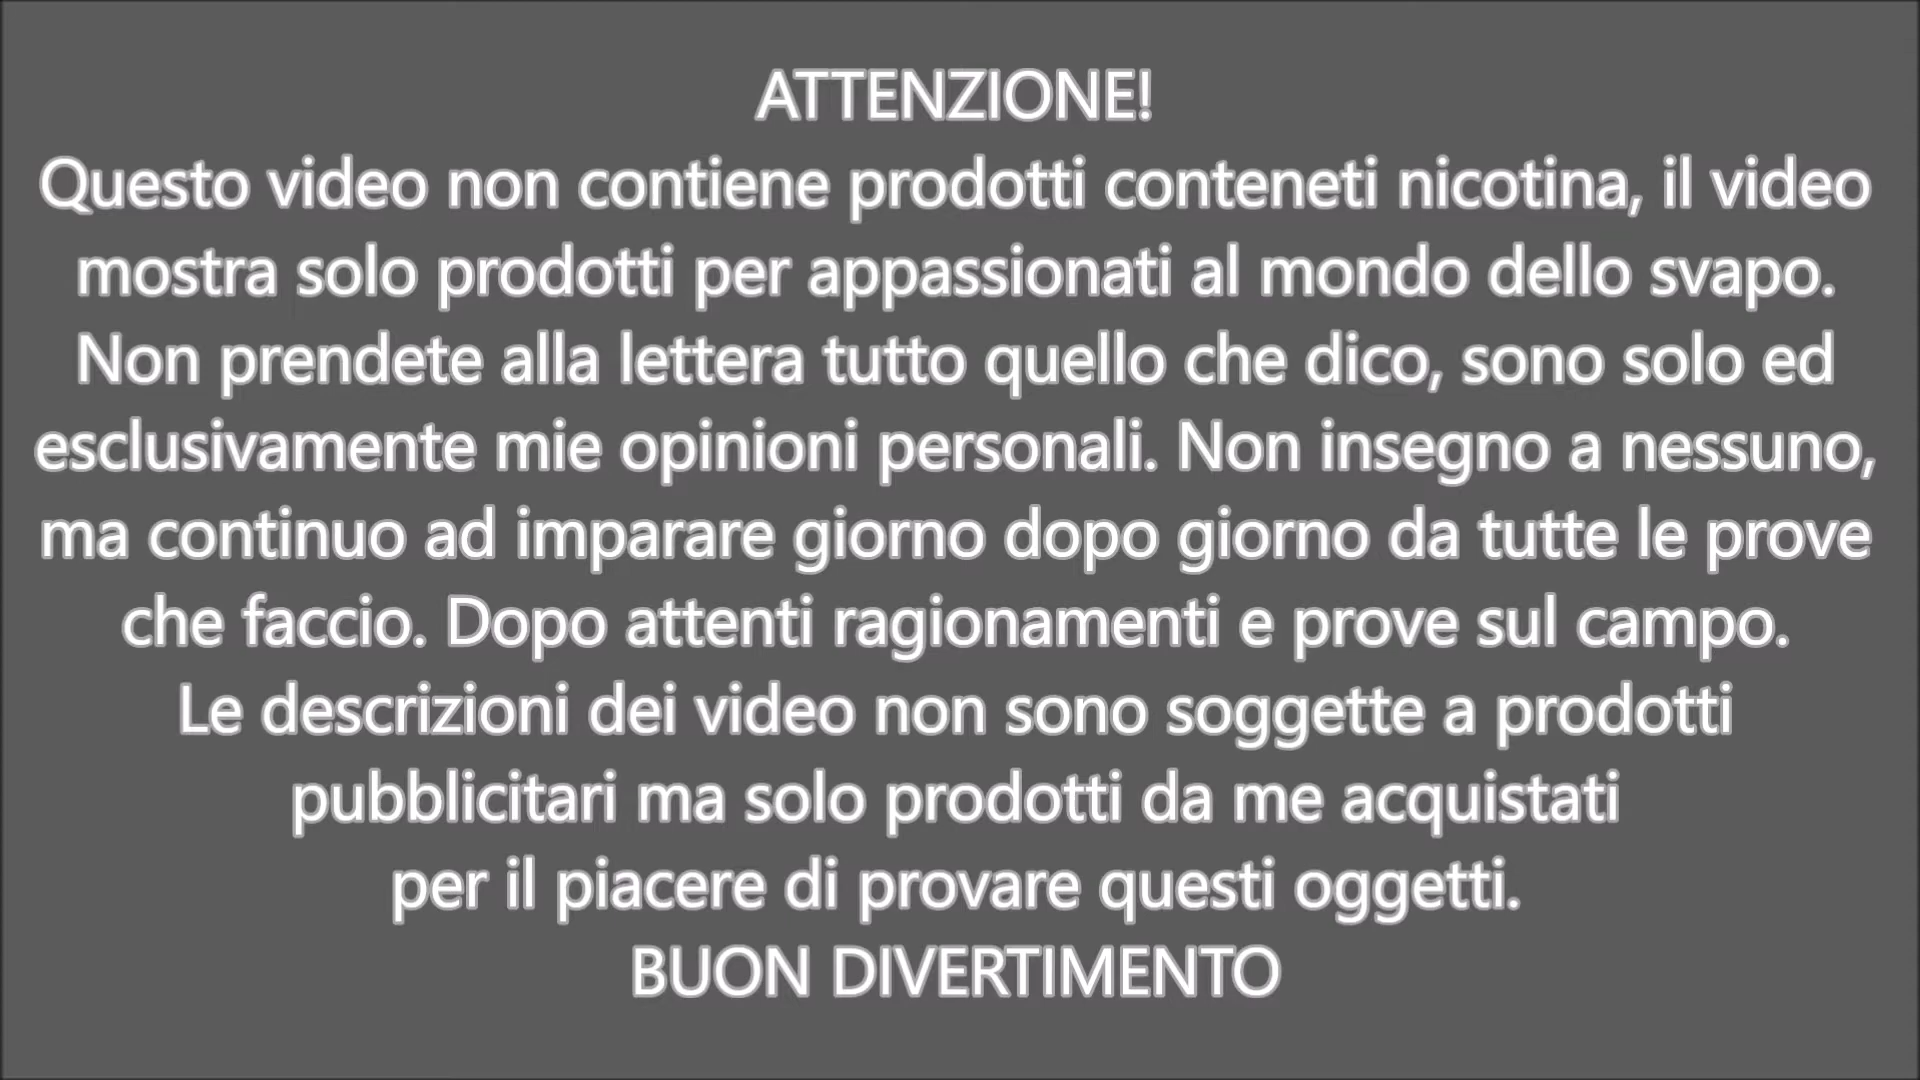 ATTENZIONE!
Questo video non contiene prodotti conteneti nicotina, il video
mostra solo prodotti per appassionati al mondo dello svapo.
Non prendete alla lettera tutto quello che dico, sono solo ed
esclusivamente mie opinioni personali. Non insegno a nessuno,
ma continuo ad imparare giorno dopo giorno da tutte le prove
che faccio. Dopo attenti ragionamenti e prove sul campo.
Le descrizioni dei video non sono soggette a prodotti
pubblicitari ma solo prodotti da me acquistati
per il piacere di provare questi oggetti.
BUON DIVERTIMENTO